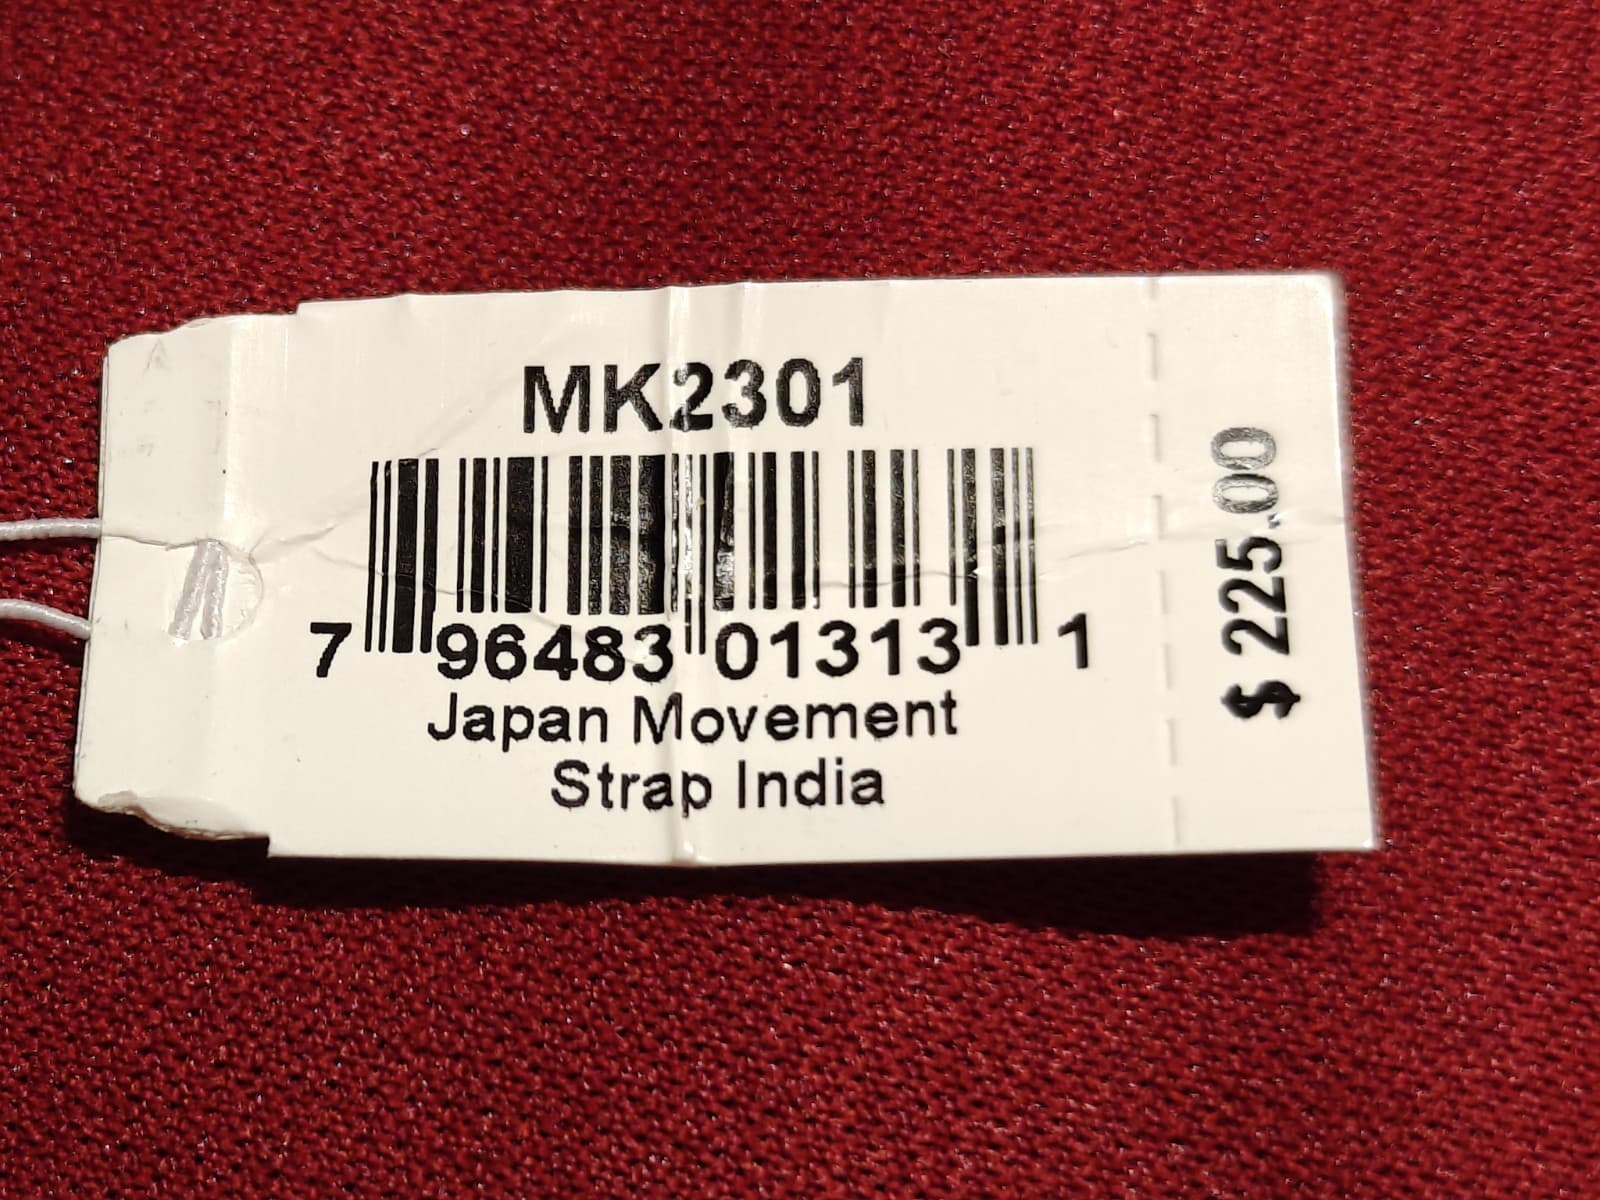 MK2301
7 96483 01313 1
Japan Movement
Strap India
$ 225.00